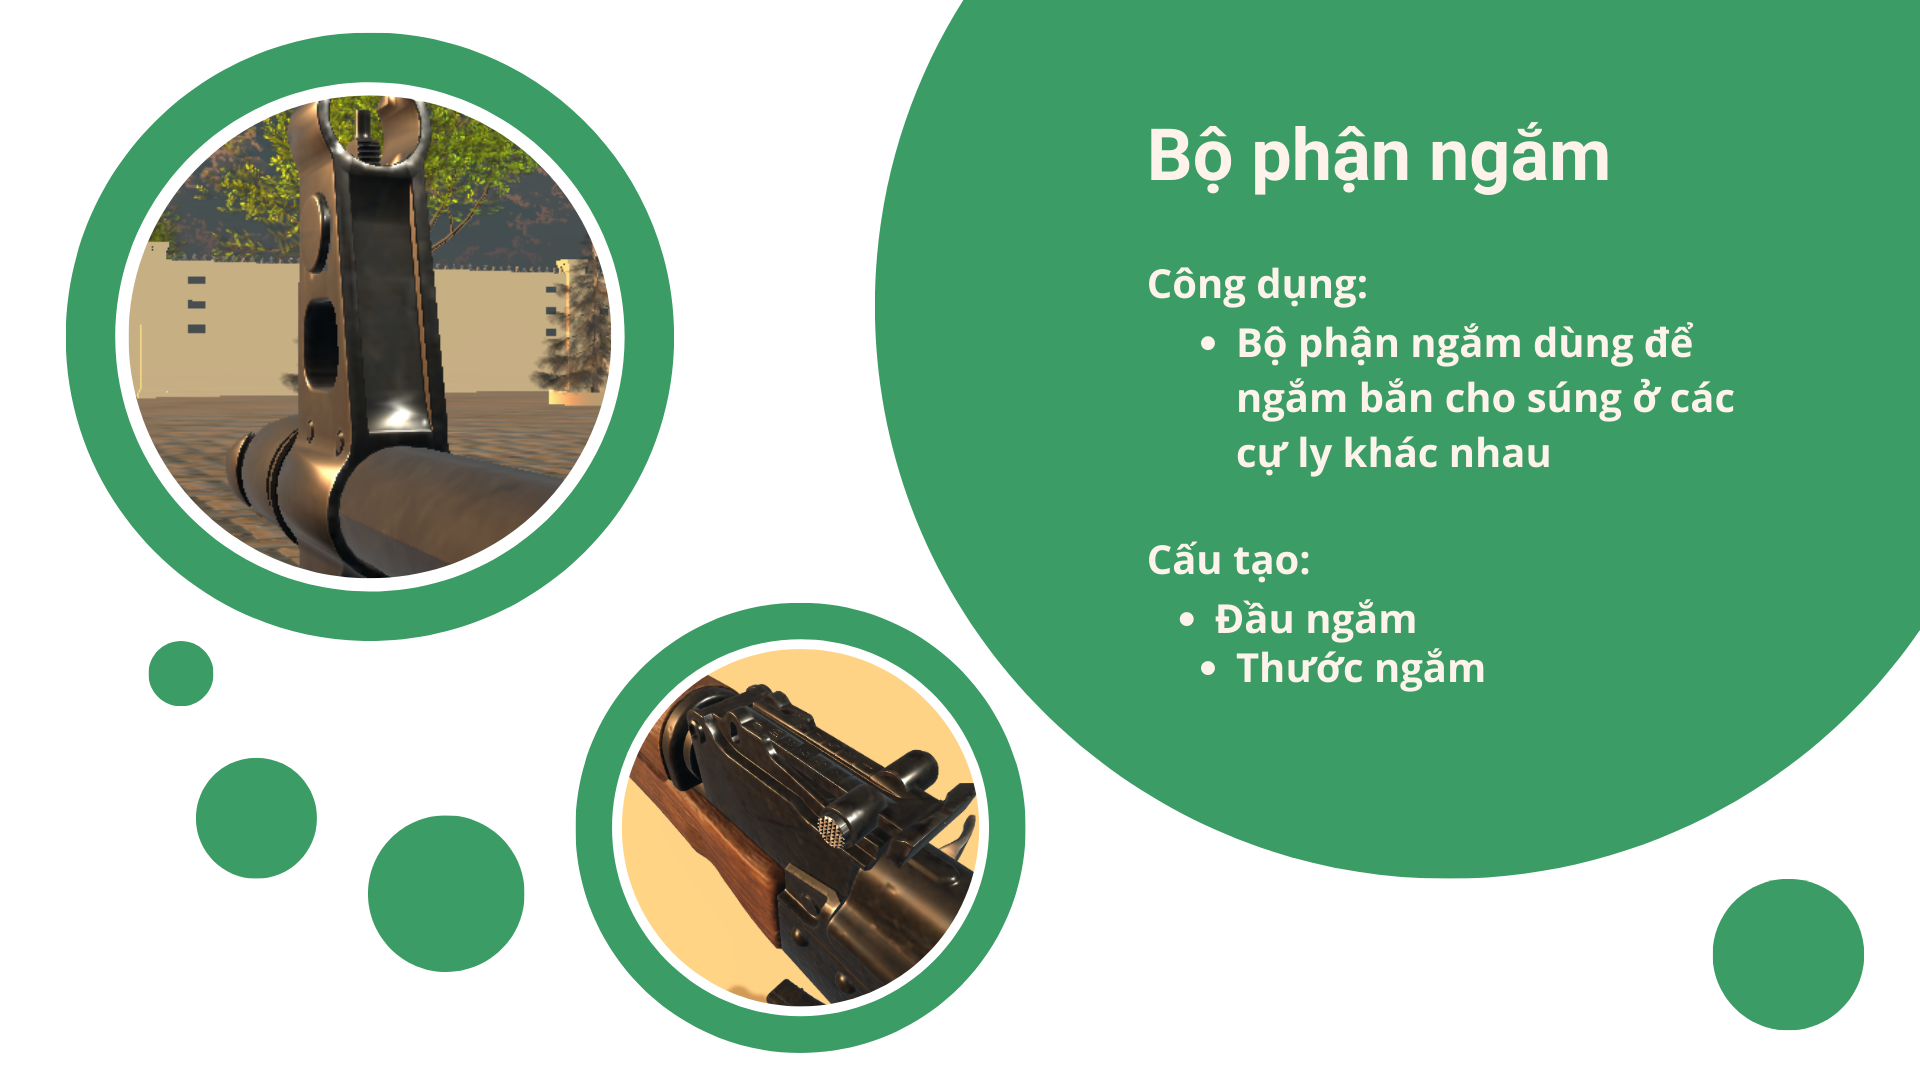 Bộ phận ngắm
Công dụng:
• Bộ phận ngắm dùng để
ngắm bắn cho súng ở các
cự ly khác nhau
Cấu tạo:
• Đầu ngắm
• Thước ngắm